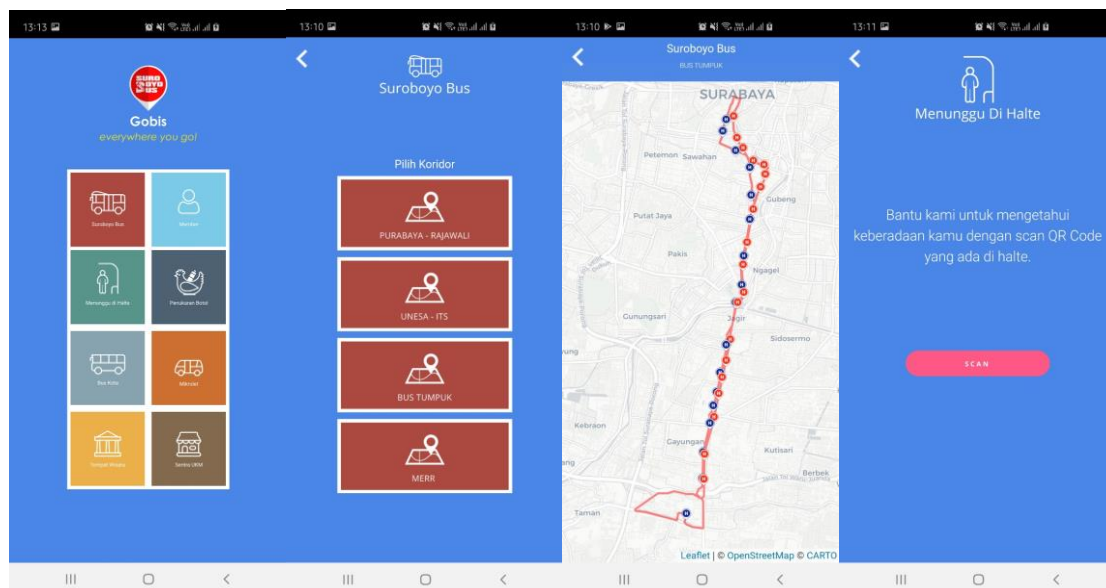 13:13
SURO
BOYO
BUS
Gobis
everywhere you go!
Suroboyo Bus
Member
Menunggu di Halte
Penukaran Botol
Bus Kota
Mikrolet
Tempat Wisata
Sentra UKM
13:10
Suroboyo Bus
Pilih Koridor
PURABAYA - RAJAWALI
UNESA - ITS
BUS TUMPUK
MERR
13:10
Suroboyo Bus
BUS TUMPUK
SURABAYA
Petemon
Sawahan
Gubeng
Putat Jaya
Pakis
Ngagel
Gunungsari
Jagir
Sidosermo
Kebraon
Gayungan
Kutisari
Berbek
Taman
Leaflet | © OpenStreetMap © CARTO
13:11
Menunggu Di Halte
Bantu kami untuk mengetahui
keberadaan kamu dengan scan QR Code
yang ada di halte.
SCAN